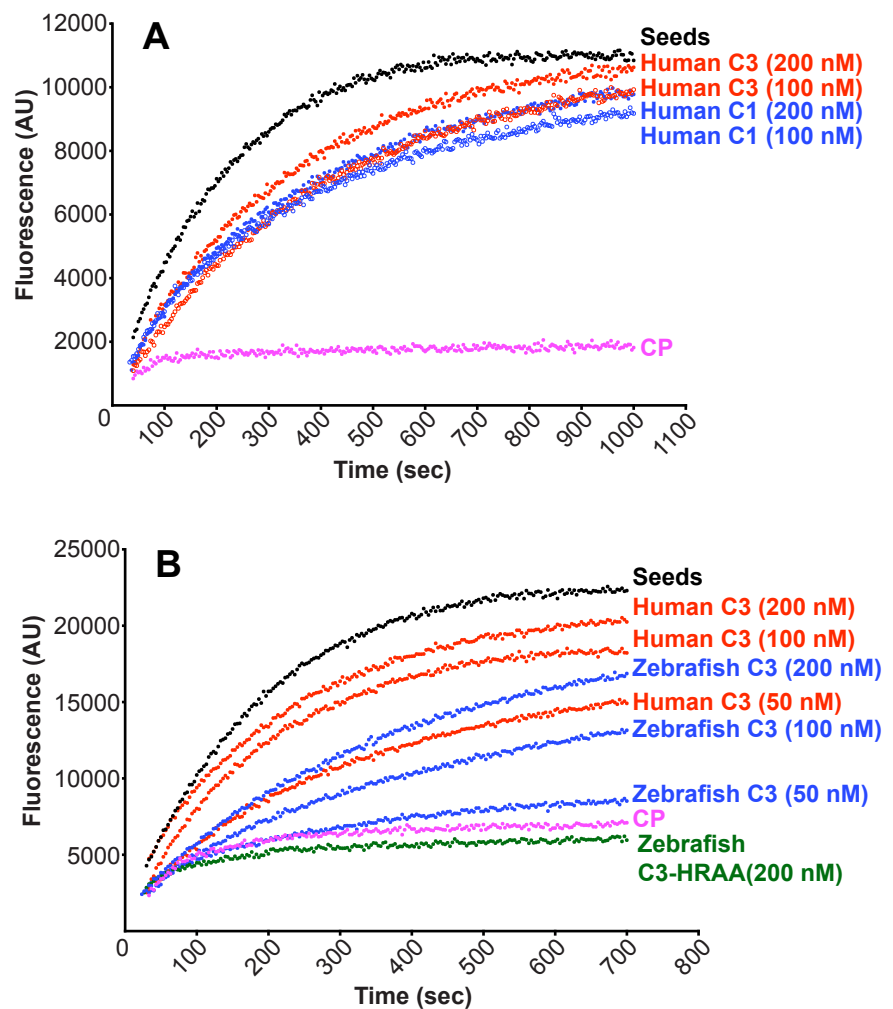 A
12000
10000
8000
6000
4000
2000
0
Fluorescence (AU)
100
200
300
400
500
600
700
800
900
1000
1100
Time (sec)
Seeds
Human C3 (200 nM)
Human C3 (100 nM)
Human C1 (200 nM)
Human C1 (100 nM)
CP
B
25000
20000
15000
10000
5000
0
Fluorescence (AU)
100
200
300
400
500
600
700
800
Time (sec)
Seeds
Human C3 (200 nM)
Human C3 (100 nM)
Zebrafish C3 (200 nM)
Human C3 (50 nM)
Zebrafish C3 (100 nM)
Zebrafish C3 (50 nM)
CP
Zebrafish
C3-HRAA(200 nM)